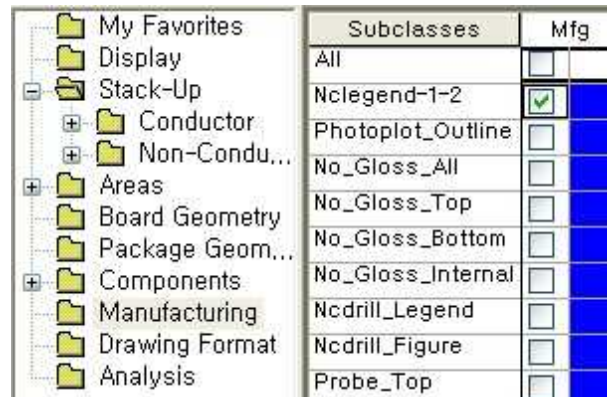 My Favorites
Display
Stack-Up
Conductor
Non-Condu...
Areas
Board Geometry
Package Geom...
Components
Manufacturing
Drawing Format
Analysis
Subclasses Mfg
All
Nclegend-1-2
Photoplot_Outline
No_Gloss_All
No_Gloss_Top
No_Gloss_Bottom
No_Gloss_Internal
Ncdrill_Legend
Ncdrill_Figure
Probe_Top